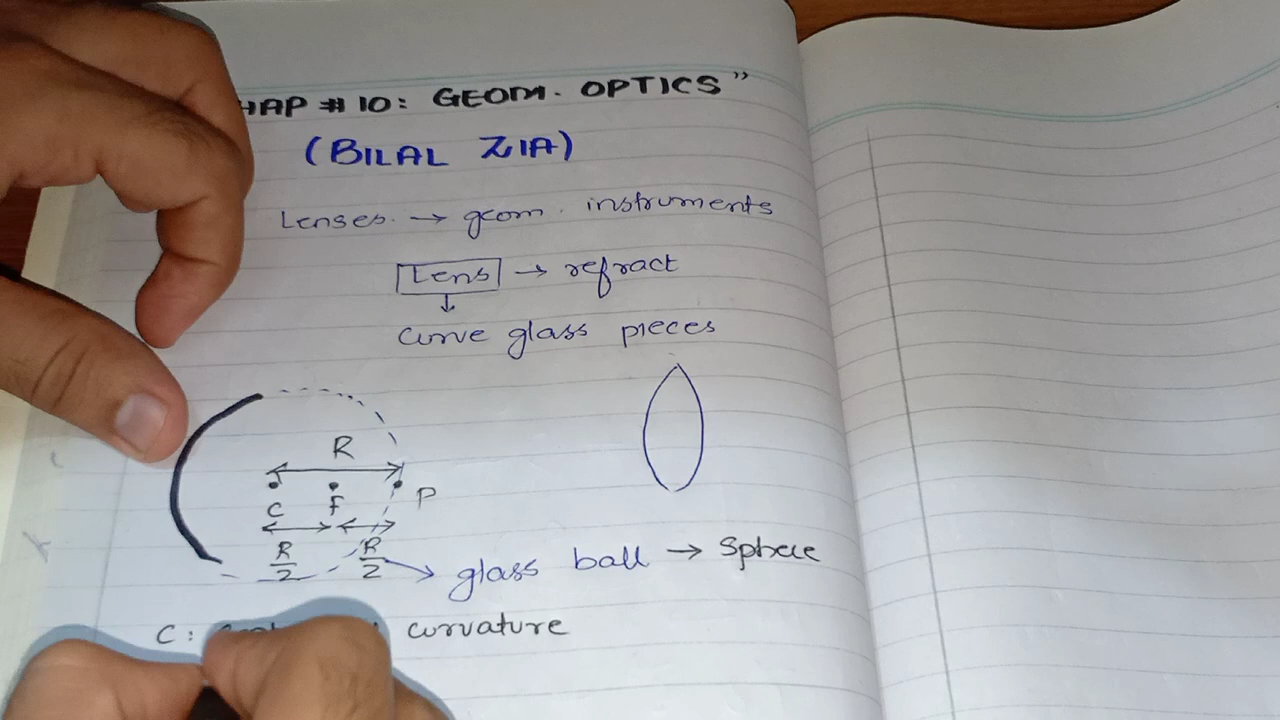 HAP # 10: GEOM. OPTICS"
(BILAL ZIA)
Lenses. → geom. instruments
Lens → refract
↓
curve glass pieces
R
C F P
R/2 R/2
glass ball → Sphere
C: curvature